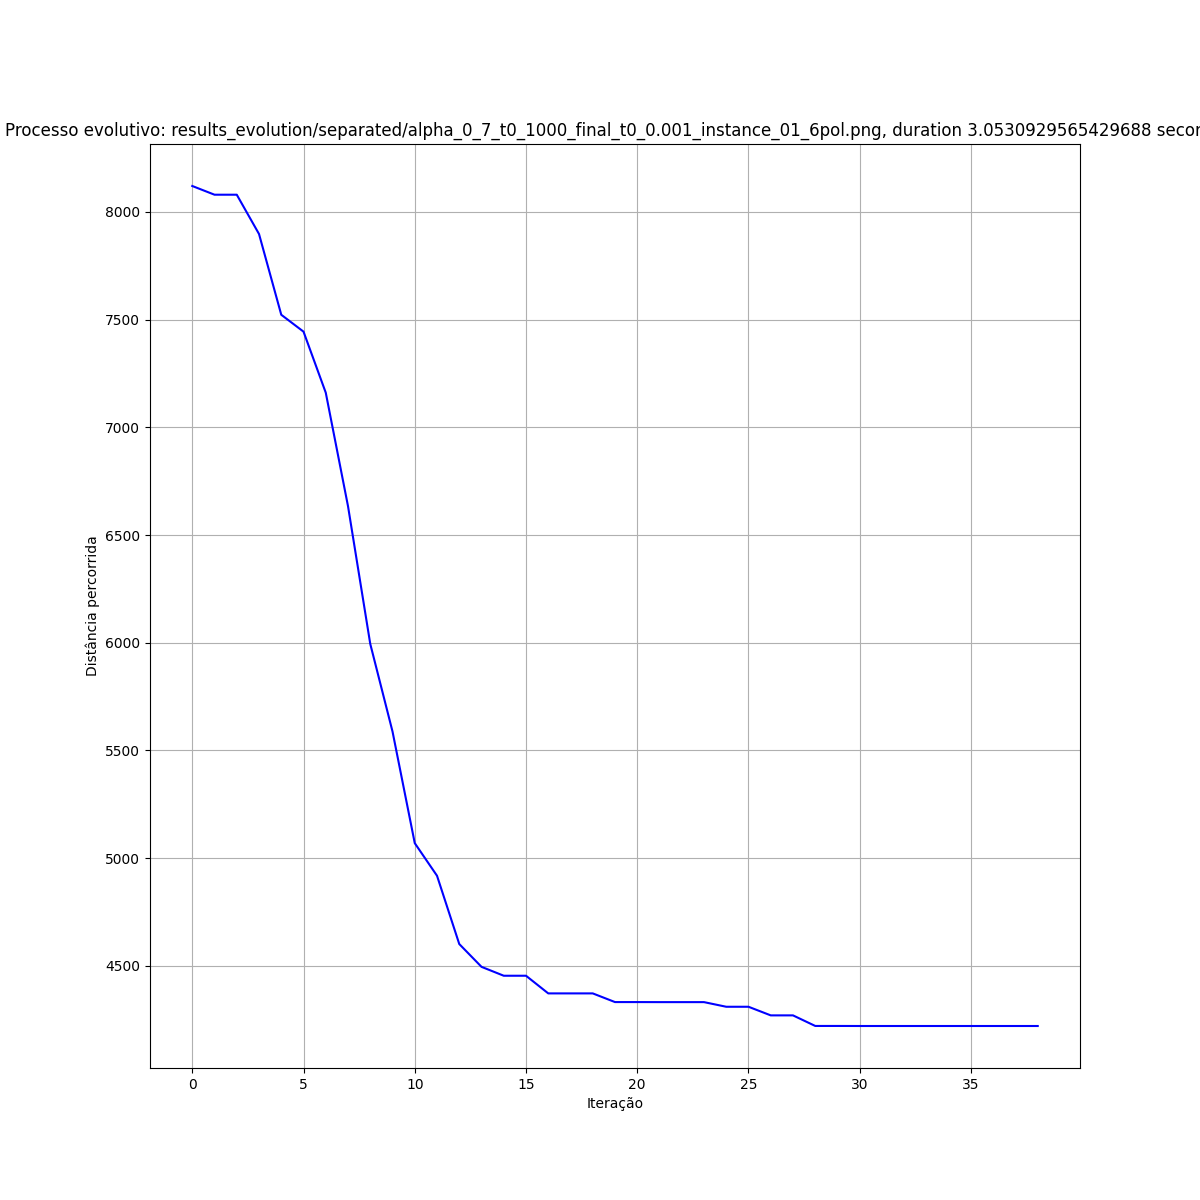 Processo evolutivo: results_evolution/separated/alpha_0_7_t0_1000_final_t0_0.001_instance_01_6pol.png, duration 3.0530929565429688 secor
8000
7500
7000
6500
6000
5500
5000
4500
Distância percorrida
0 5 10 15 20 25 30 35
Iteração